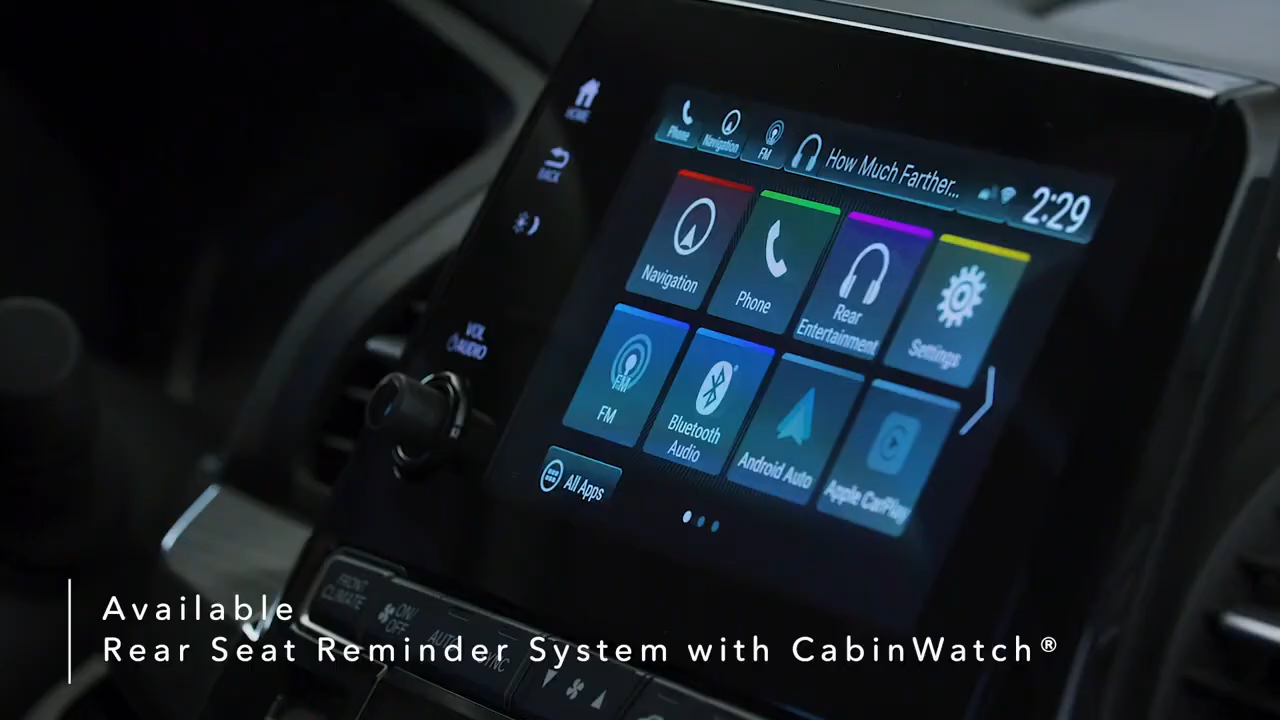 HOME
BACK
VOL
AUDIO
Phone
Navigation
FM
How Much Farther...
2:29
Navigation
Phone
Rear
Entertainment
Settings
FM
FM
Bluetooth
Audio
Android Auto
Apple CarPlay
All Apps
FRONT
CLIMATE
ON/
OFF
AUTO
SYNC
Available
Rear Seat Reminder System with CabinWatch®